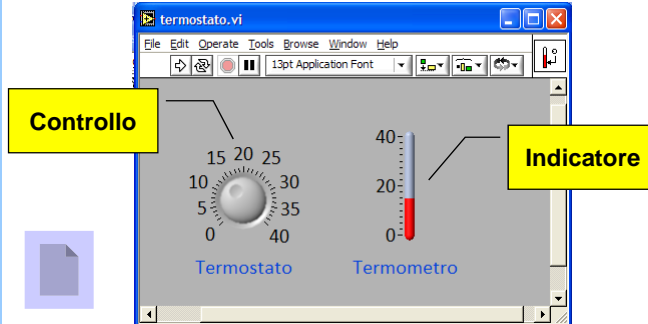 termostato.vi
File Edit Operate Tools Browse Window Help
13pt Application Font
Controllo
Indicatore
15 20 25
10 30
5 35
0 40
Termostato
40
20
0
Termometro